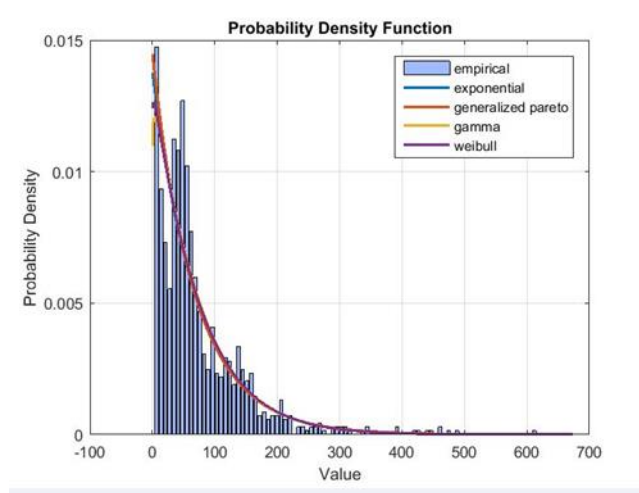 Probability Density Function
0.015
empirical
exponential
generalized pareto
gamma
weibull
0.01
Probability Density
0.005
0
-100 0 100 200 300 400 500 600 700
Value